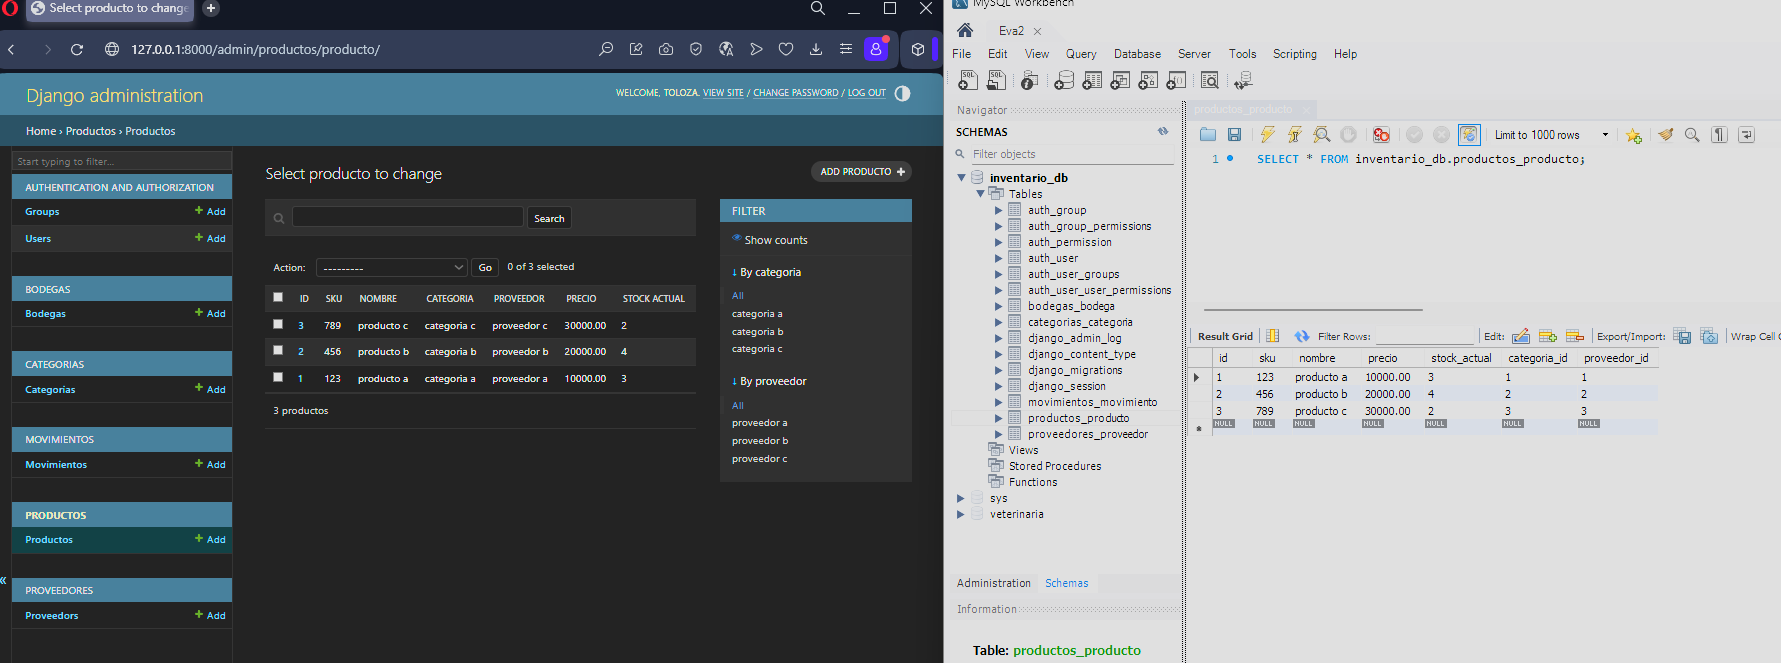 Select producto to change
127.0.0.1:8000/admin/productos/producto/
Django administration
WELCOME, TOLOZA. VIEW SITE / CHANGE PASSWORD / LOG OUT
Home › Productos › Productos
Start typing to filter...
AUTHENTICATION AND AUTHORIZATION
Groups + Add
Users + Add
BODEGAS
Bodegas + Add
CATEGORIAS
Categorias + Add
MOVIMIENTOS
Movimientos + Add
PRODUCTOS
Productos + Add
PROVEEDORES
Proveedors + Add
«
Select producto to change
ADD PRODUCTO +
Search
Action: --------- Go 0 of 3 selected
ID SKU NOMBRE CATEGORIA PROVEEDOR PRECIO STOCK ACTUAL
3 789 producto c categoria c proveedor c 30000.00 2
2 456 producto b categoria b proveedor b 20000.00 4
1 123 producto a categoria a proveedor a 10000.00 3
3 productos
FILTER
Show counts
↓ By categoria
All
categoria a
categoria b
categoria c
↓ By proveedor
All
proveedor a
proveedor b
proveedor c
MySQL Workbench
Eva2
File Edit View Query Database Server Tools Scripting Help
Navigator
SCHEMAS
Filter objects
inventario_db
Tables
auth_group
auth_group_permissions
auth_permission
auth_user
auth_user_groups
auth_user_user_permissions
bodegas_bodega
categorias_categoria
django_admin_log
django_content_type
django_migrations
django_session
movimientos_movimiento
productos_producto
proveedores_proveedor
Views
Stored Procedures
Functions
sys
veterinaria
Administration Schemas
Information
Table: productos_producto
productos_producto
Limit to 1000 rows
1 SELECT * FROM inventario_db.productos_producto;
Result Grid Filter Rows: Edit: Export/Import: Wrap Cell C
id sku nombre precio stock_actual categoria_id proveedor_id
1 123 producto a 10000.00 3 1 1
2 456 producto b 20000.00 4 2 2
3 789 producto c 30000.00 2 3 3
NULL NULL NULL NULL NULL NULL NULL